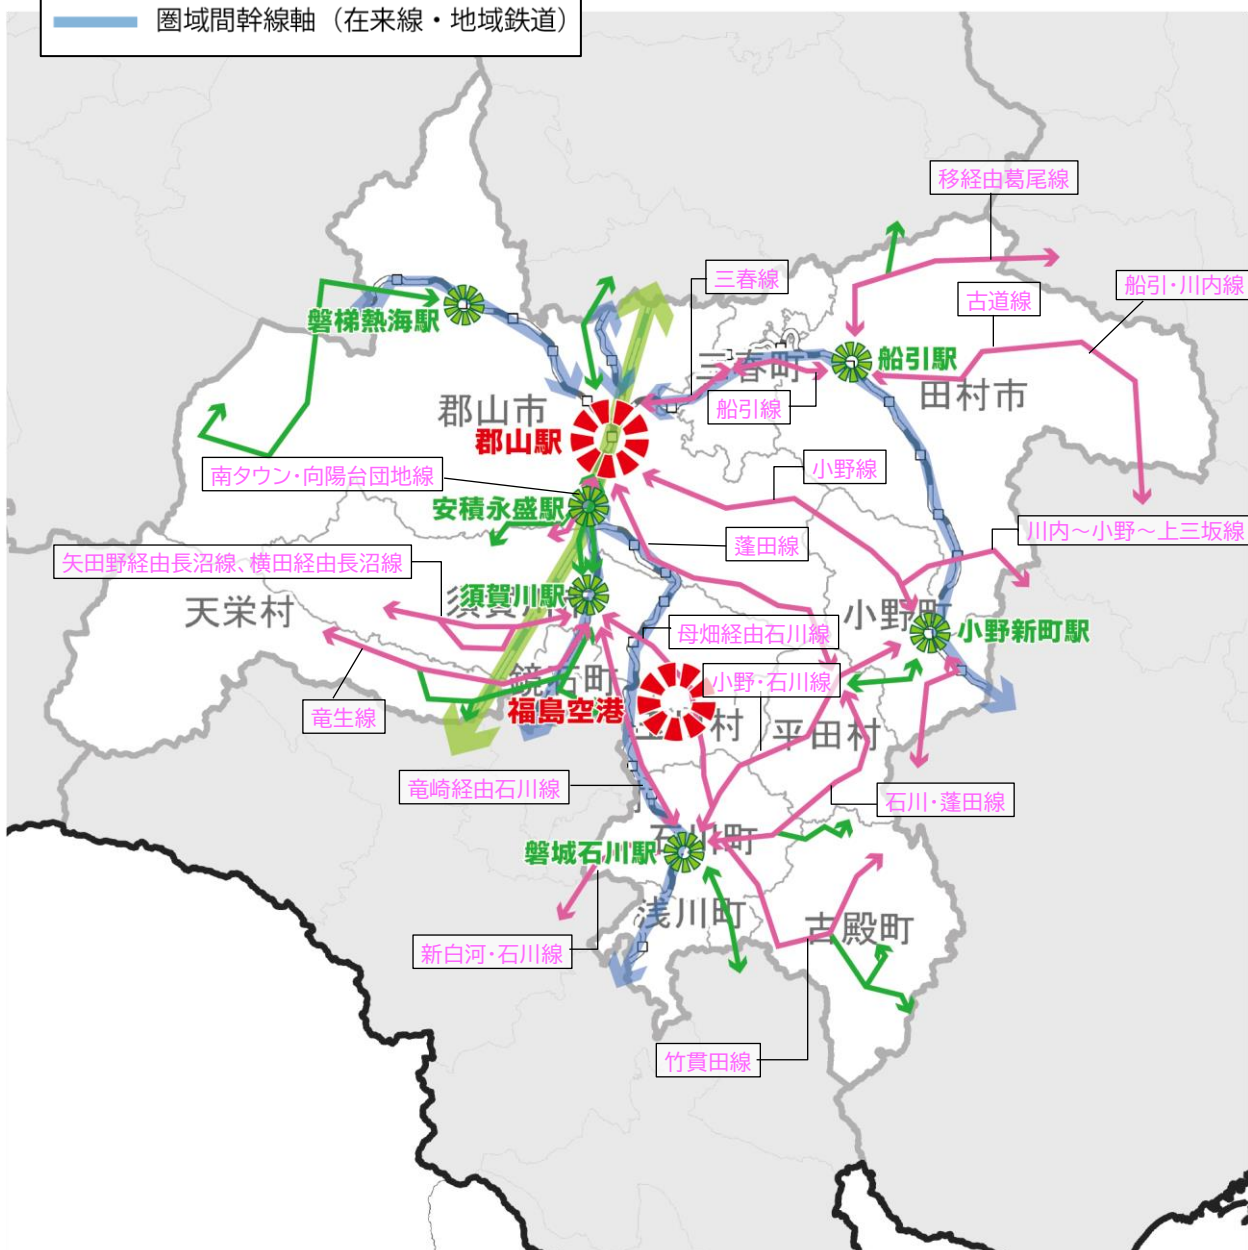 圏域間幹線軸（在来線・地域鉄道）
移経由葛尾線
三春線
船引・川内線
古道線
磐梯熱海駅
三春町
船引駅
田村市
船引線
郡山市
郡山駅
小野線
南タウン・向陽台団地線
安積永盛駅
川内～小野～上三坂線
蓬田線
矢田野経由長沼線、横田経由長沼線
須賀川駅
天栄村
小野町
小野新町駅
母畑経由石川線
小野・石川線
鏡石町
福島空港
竜生線
平田村
竜崎経由石川線
石川・蓬田線
石川町
磐城石川駅
浅川町
古殿町
新白河・石川線
竹貫田線